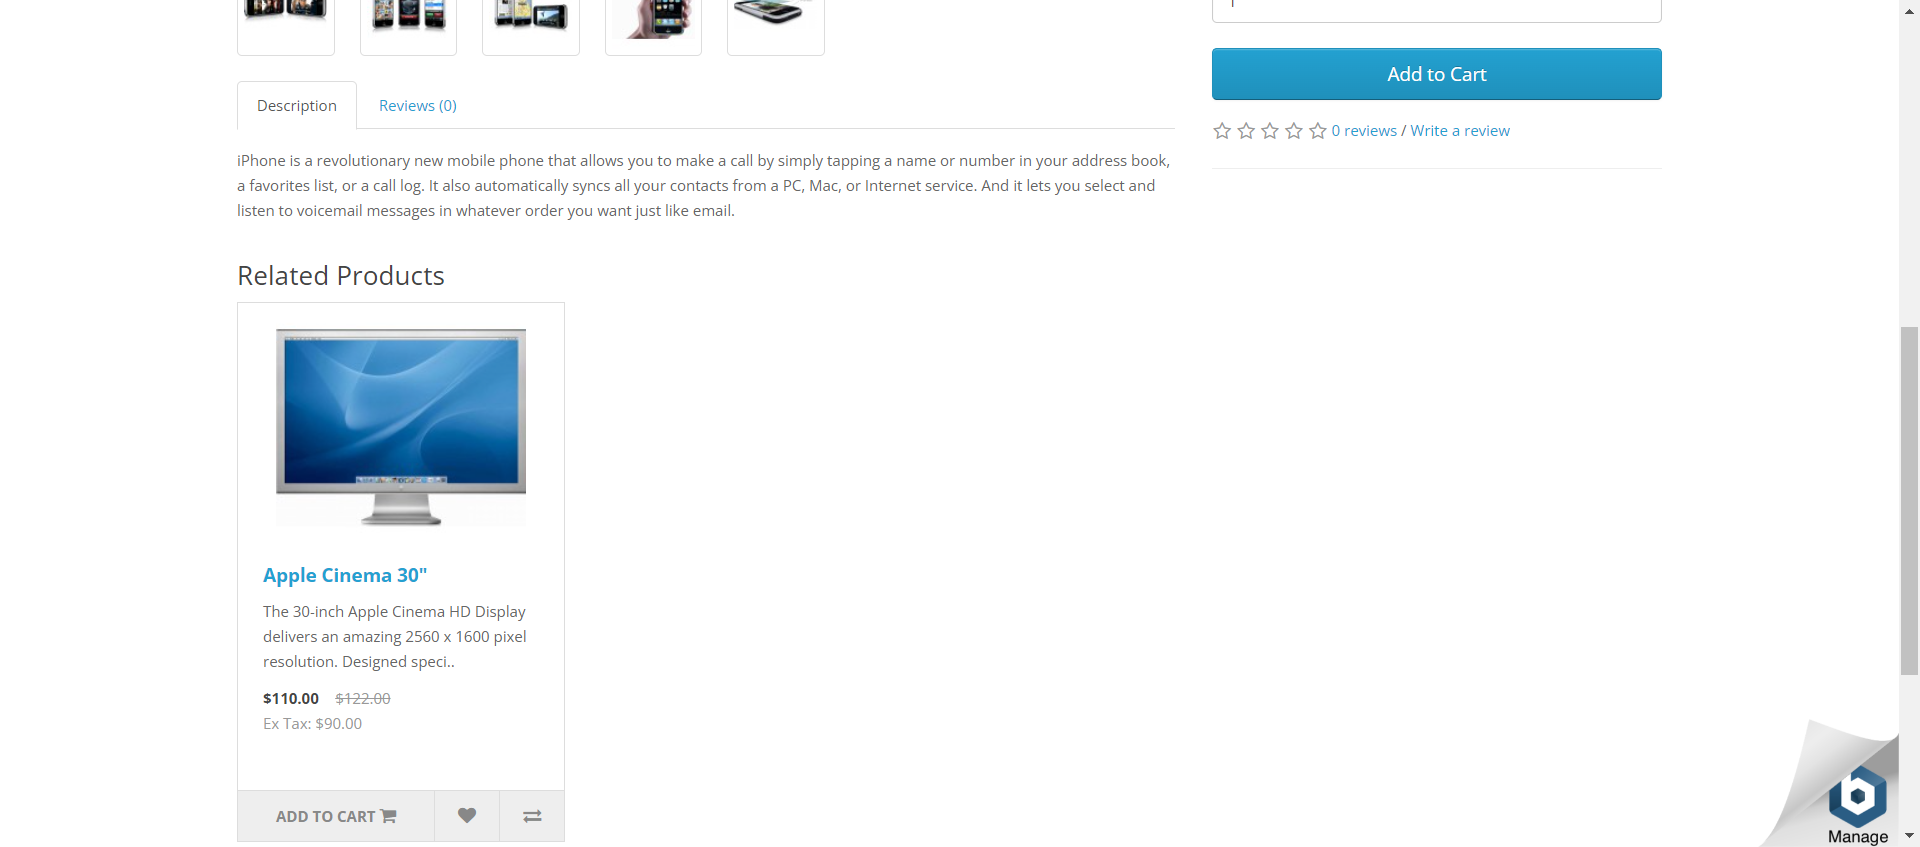 Add to Cart
Description
Reviews (0)
0 reviews / Write a review
iPhone is a revolutionary new mobile phone that allows you to make a call by simply tapping a name or number in your address book,
a favorites list, or a call log. It also automatically syncs all your contacts from a PC, Mac, or Internet service. And it lets you select and
listen to voicemail messages in whatever order you want just like email.
Related Products
Apple Cinema 30"
The 30-inch Apple Cinema HD Display
delivers an amazing 2560 x 1600 pixel
resolution. Designed speci..
$110.00 $122.00
Ex Tax: $90.00
ADD TO CART
Manage